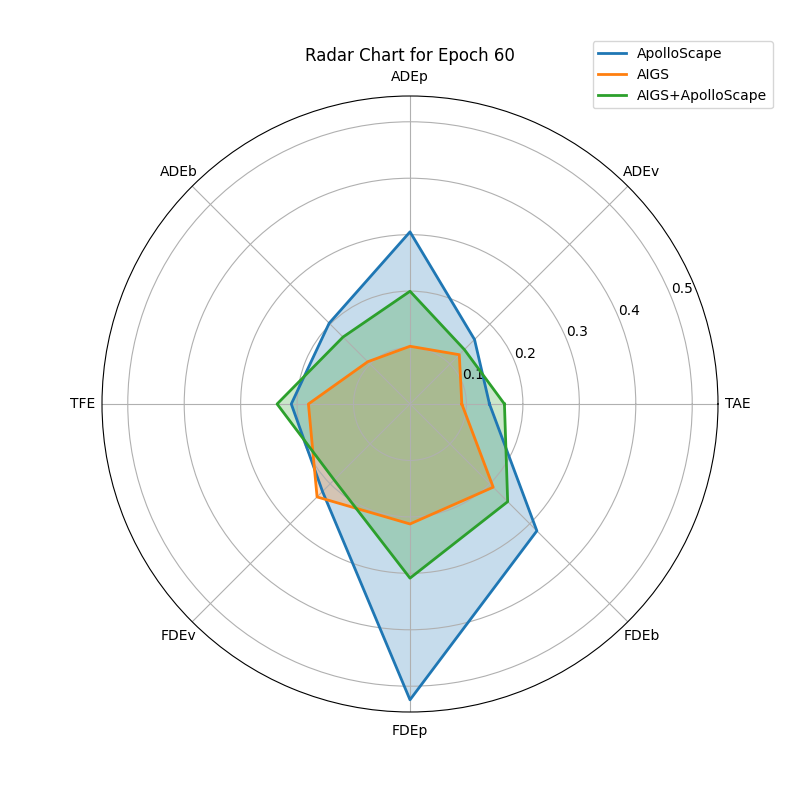 Radar Chart for Epoch 60
ApolloScape
AIGS
AIGS+ApolloScape
ADEp
ADEb
ADEv
0.5
0.4
0.3
0.2
0.1
TFE
TAE
FDEv
FDEb
FDEp